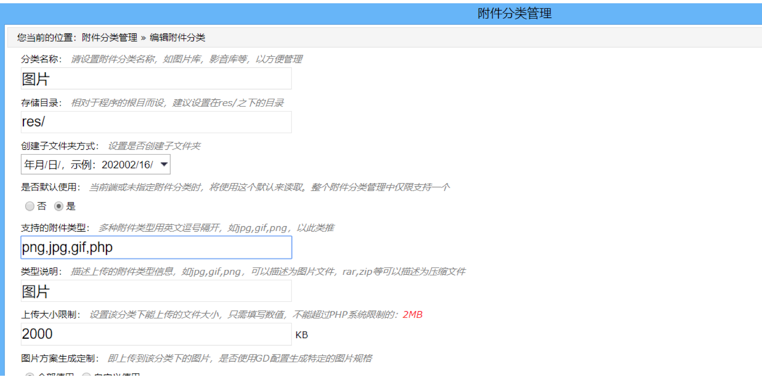 附件分类管理
您当前的位置：附件分类管理 » 编辑附件分类
分类名称： 请设置附件分类名称，如图片库，影音库等，以方便管理
图片
存储目录： 相对于程序的根目而设，建议设置在res/之下的目录
res/
创建子文件夹方式： 设置是否创建子文件夹
年月/日/，示例：202002/16/
是否默认使用： 当前端或未指定附件分类时，将使用这个默认来读取。整个附件分类管理中仅限支持一个
否 是
支持的附件类型： 多种附件类型用英文逗号隔开，如jpg,gif,png，以此类推
png,jpg,gif,php
类型说明： 描述上传的附件类型信息，如jpg,gif,png，可以描述为图片文件，rar,zip等可以描述为压缩文件
图片
上传大小限制： 设置该分类下能上传的文件大小，只需填写数值，不能超过PHP系统限制的：2MB
2000 KB
图片方案生成定制： 即上传到该分类下的图片，是否使用GD配置生成特定的图片规格
全部使用 自定义使用